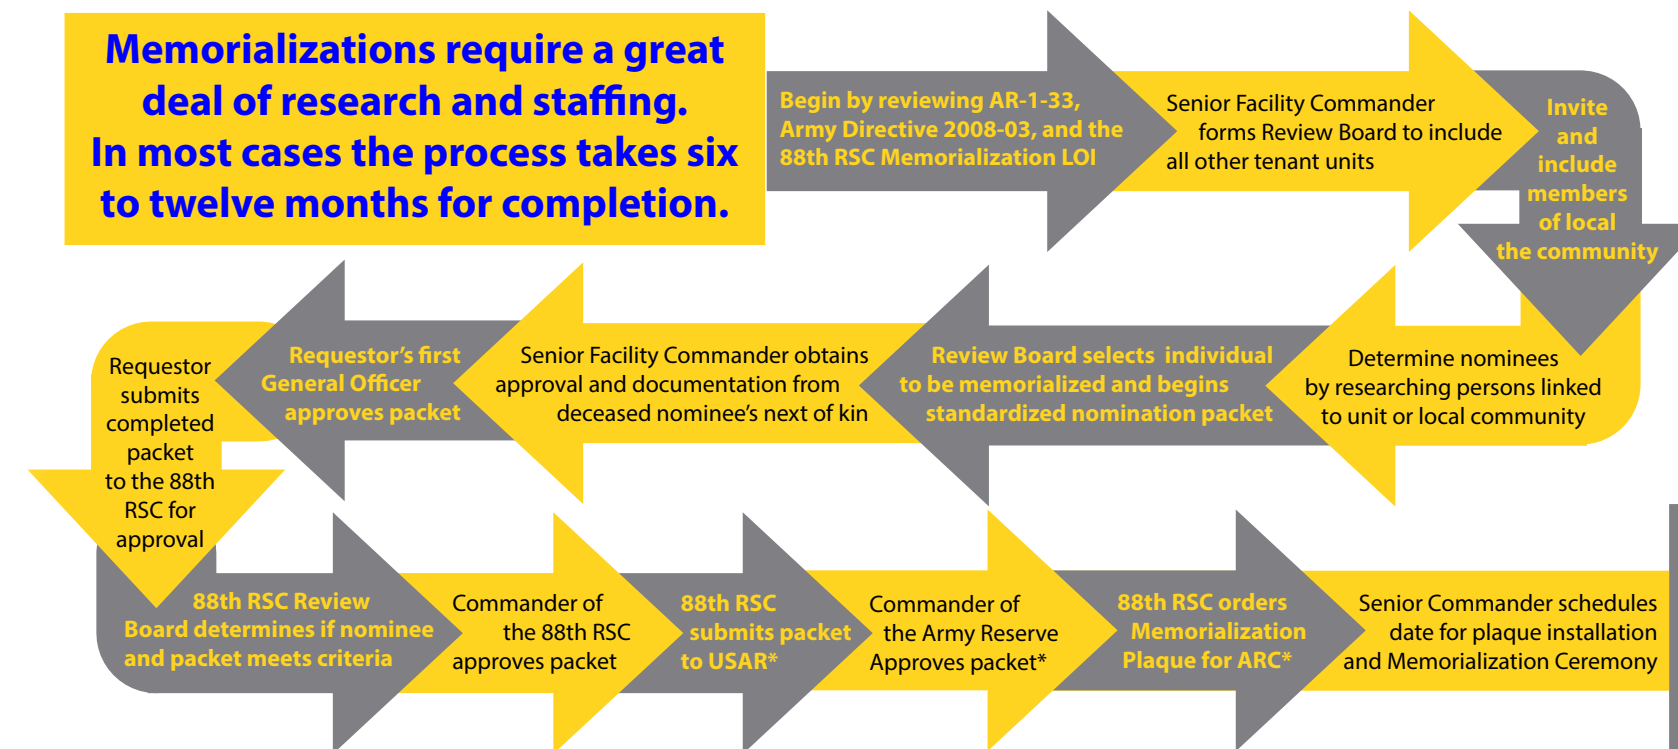 Memorializations require a great
deal of research and staffing.
In most cases the process takes six
to twelve months for completion.
Begin by reviewing AR-1-33,
Army Directive 2008-03, and the
88th RSC Memorialization LOI
Senior Facility Commander
forms Review Board to include
all other tenant units
Invite
and
include
members
of local
the community
Determine nominees
by researching persons linked
to unit or local community
Review Board selects individual
to be memorialized and begins
standardized nomination packet
Senior Facility Commander obtains
approval and documentation from
deceased nominee's next of kin
Requestor's first
General Officer
approves packet
Requestor
submits
completed
packet
to the 88th
RSC for
approval
88th RSC Review
Board determines if nominee
and packet meets criteria
Commander of
the 88th RSC
approves packet
88th RSC
submits packet
to USAR*
Commander of
the Army Reserve
Approves packet*
88th RSC orders
Memorialization
Plaque for ARC*
Senior Commander schedules
date for plaque installation
and Memorialization Ceremony